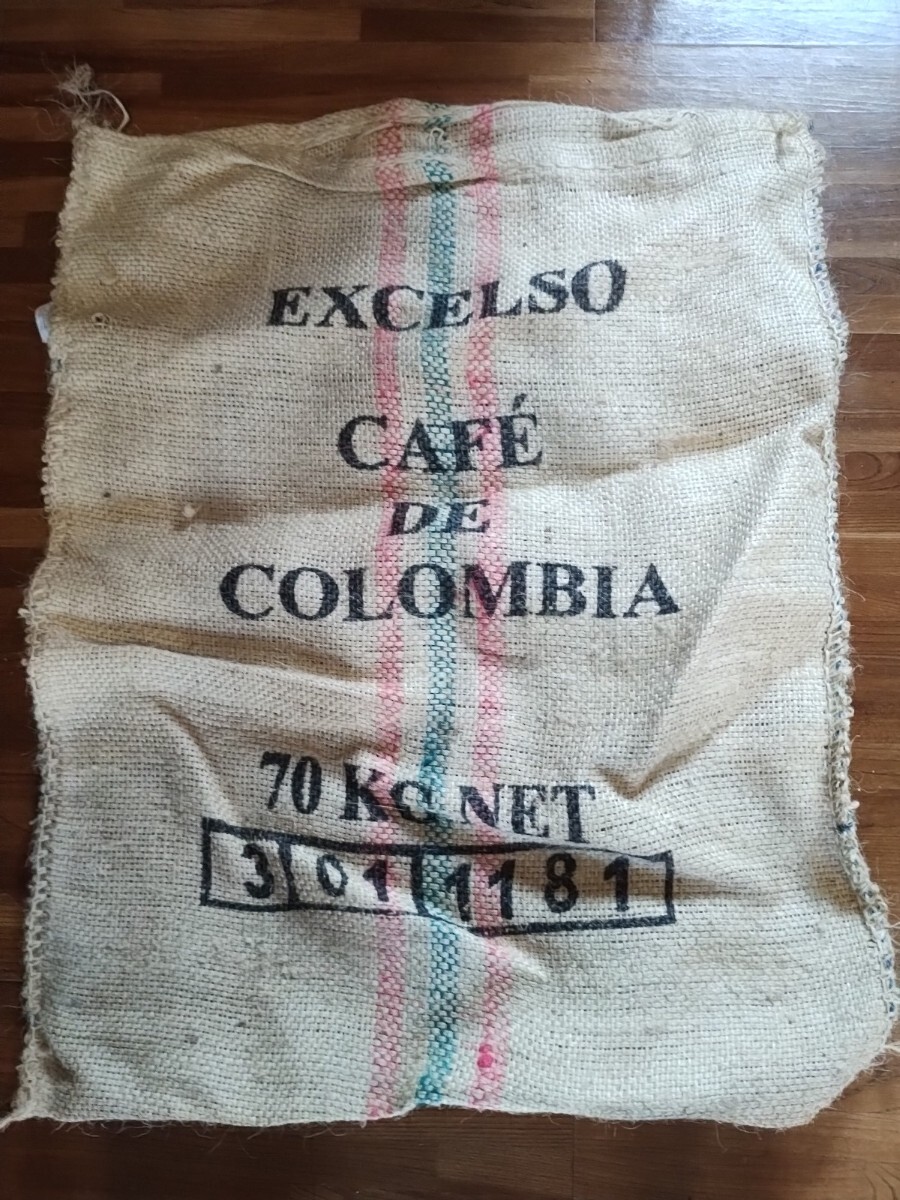 EXCELSO
CAFÉ
DE
COLOMBIA
70 KG NET
3 01 1181